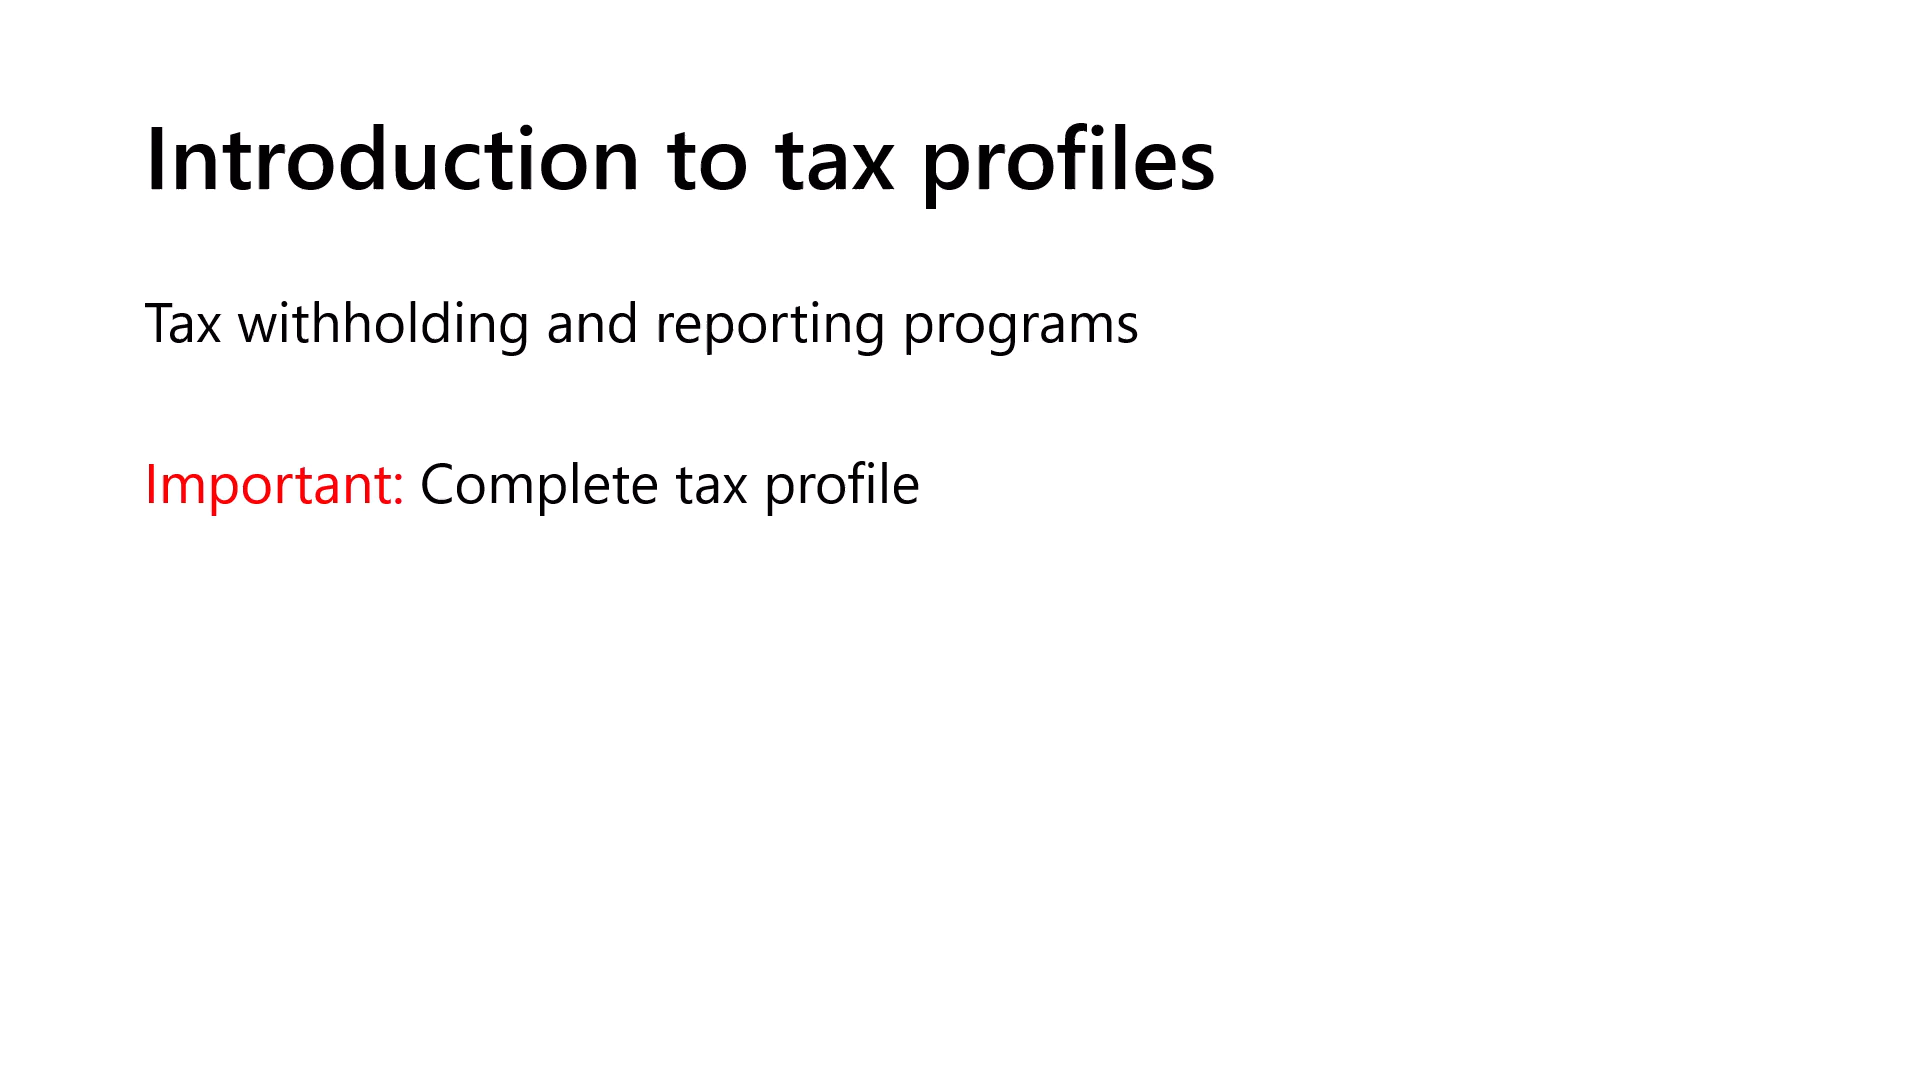 Introduction to tax profiles
Tax withholding and reporting programs
Important: Complete tax profile